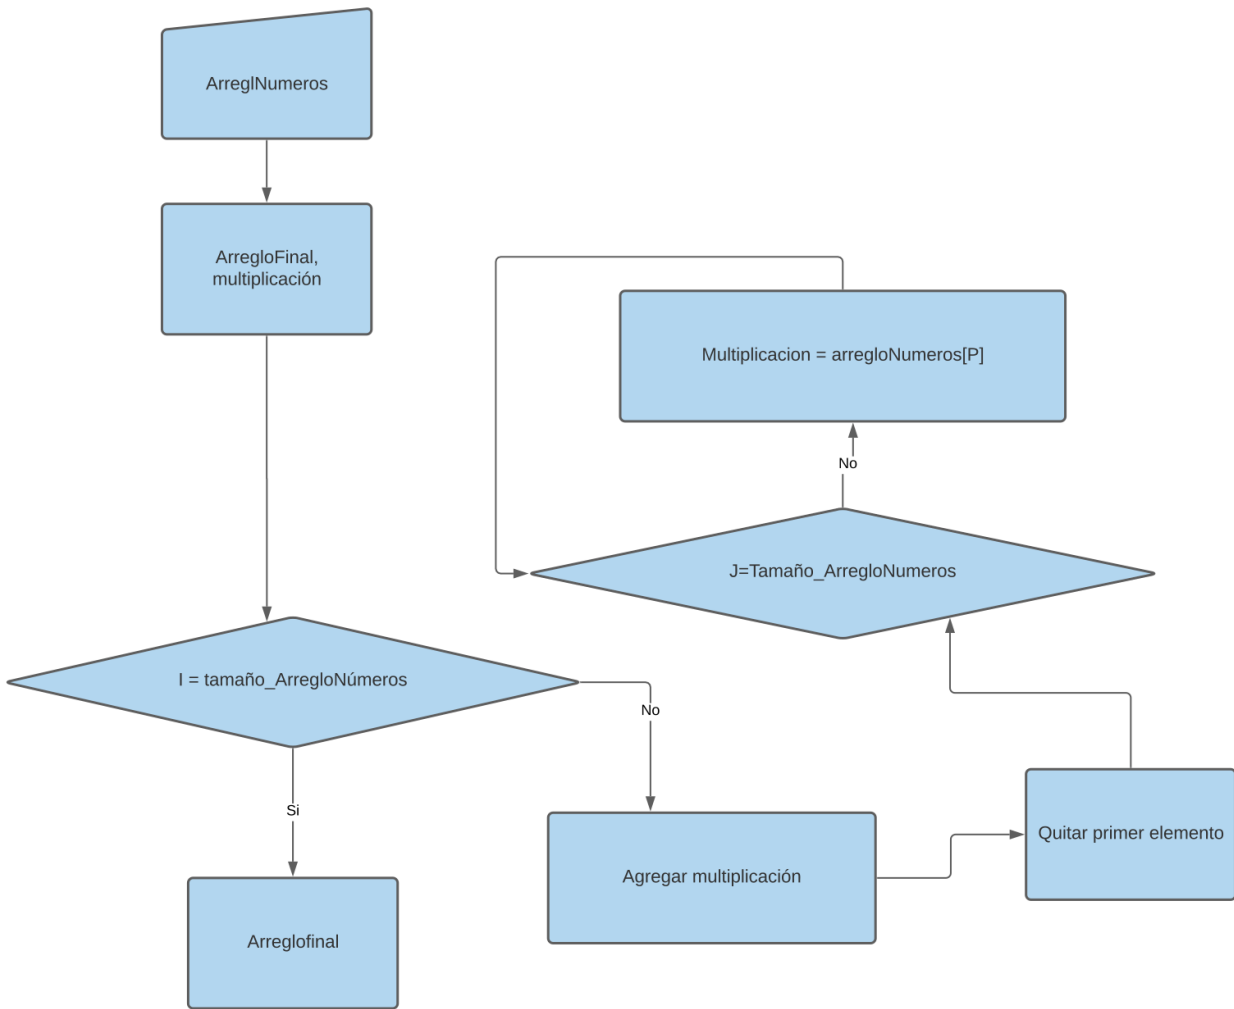 ArreglNumeros
ArregloFinal,
multiplicación
Multiplicacion = arregloNumeros[P]
No
J=Tamaño_ArregloNumeros
I = tamaño_ArregloNúmeros
No
Si
Quitar primer elemento
Agregar multiplicación
Arreglofinal